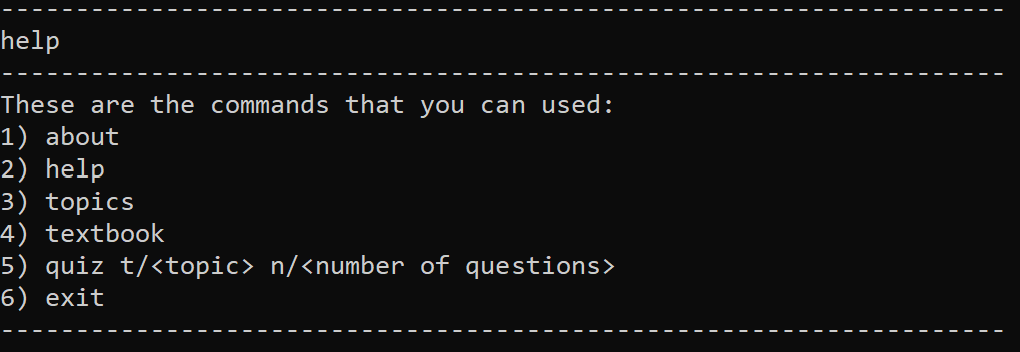 -------------------------------------------------------------------
help
-------------------------------------------------------------------
These are the commands that you can used:
1) about
2) help
3) topics
4) textbook
5) quiz t/<topic> n/<number of questions>
6) exit
-------------------------------------------------------------------